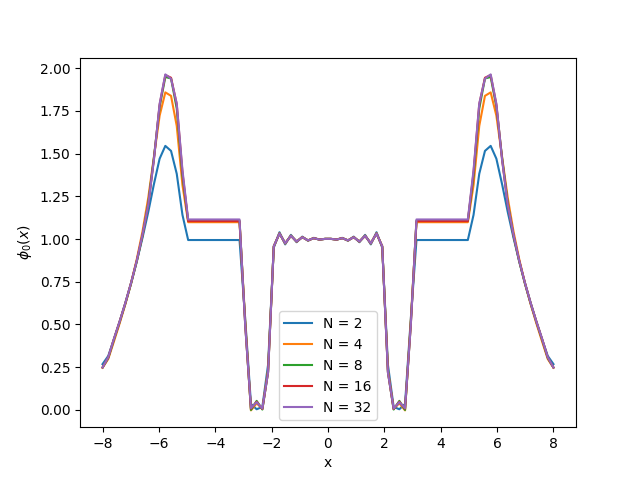 2.00
1.75
1.50
1.25
1.00
0.75
0.50
0.25
0.00
ϕ₀(x)
N = 2
N = 4
N = 8
N = 16
N = 32
−8 −6 −4 −2 0 2 4 6 8
x